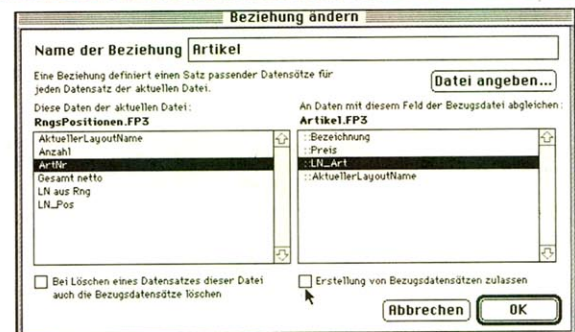 Beziehung ändern
Name der Beziehung Artikel
Eine Beziehung definiert einen Satz passender Datensätze für
jeden Datensatz der aktuellen Datei.
Datei angeben...
Diese Daten der aktuellen Datei:
RngsPositionen.FP3
AktuellerLayoutName
Anzahl
ArtNr
Gesamt netto
LN aus Rng
LN_Pos
An Daten mit diesem Feld der Bezugsdatei abgleichen:
Artikel.FP3
::Bezeichnung
::Preis
::LN_Art
::AktuellerLayoutName
Bei Löschen eines Datensatzes dieser Datei
auch die Bezugsdatensätze löschen
Erstellung von Bezugsdatensätzen zulassen
Abbrechen
OK